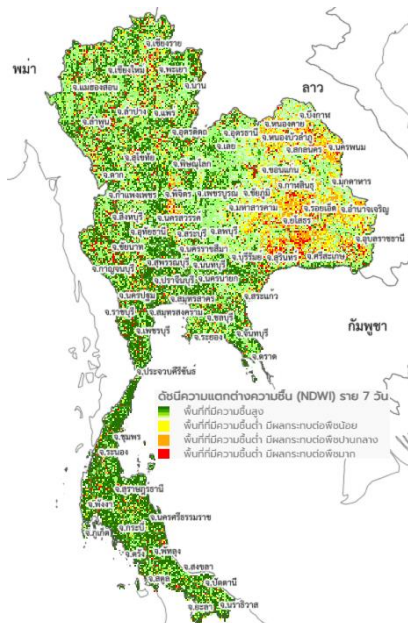 พม่า
ลาว
กัมพูชา
จ.เชียงราย
จ.เชียงใหม่
จ.พะเยา
จ.แม่ฮ่องสอน
จ.น่าน
จ.ลำปาง
จ.แพร่
จ.ลำพูน
จ.อุตรดิตถ์
จ.อุดรธานี
จ.บึงกาฬ
จ.หนองคาย
จ.เลย
จ.หนองบัวลำภู
จ.สกลนคร
จ.นครพนม
จ.สุโขทัย
จ.พิษณุโลก
จ.ขอนแก่น
จ.ตาก
จ.กาฬสินธุ์
จ.มุกดาหาร
จ.กำแพงเพชร
จ.พิจิตร
จ.เพชรบูรณ์
จ.ชัยภูมิ
จ.มหาสารคาม
จ.ร้อยเอ็ด
จ.อำนาจเจริญ
จ.สิงห์บุรี
จ.นครสวรรค์
จ.ยโสธร
จ.อุทัยธานี
จ.สระบุรี
จ.ลพบุรี
จ.อุบลราชธานี
จ.ชัยนาท
จ.นครราชสีมา
จ.บุรีรัมย์
จ.สุรินทร์
จ.ศรีสะเกษ
จ.กาญจนบุรี
จ.สุพรรณบุรี
จ.นนทบุรี
จ.ปราจีนบุรี
จ.นครนายก
จ.สระแก้ว
จ.นครปฐม
จ.สมุทรสาคร
จ.ราชบุรี
จ.สมุทรสงคราม
จ.ชลบุรี
จ.เพชรบุรี
จ.ระยอง
จ.จันทบุรี
จ.ตราด
จ.ประจวบคีรีขันธ์
ดัชนีความแตกต่างความชื้น (NDWI) ราย 7 วัน
พื้นที่ที่มีความชื้นสูง
พื้นที่ที่มีความชื้นต่ำ มีผลกระทบต่อพืชน้อย
พื้นที่ที่มีความชื้นต่ำ มีผลกระทบต่อพืชปานกลาง
พื้นที่ที่มีความชื้นต่ำ มีผลกระทบต่อพืชมาก
จ.ชุมพร
จ.ระนอง
จ.สุราษฎร์ธานี
จ.พังงา
จ.นครศรีธรรมราช
จ.กระบี่
จ.ภูเก็ต
จ.ตรัง
จ.พัทลุง
จ.สงขลา
จ.สตูล
จ.ปัตตานี
จ.ยะลา
จ.นราธิวาส